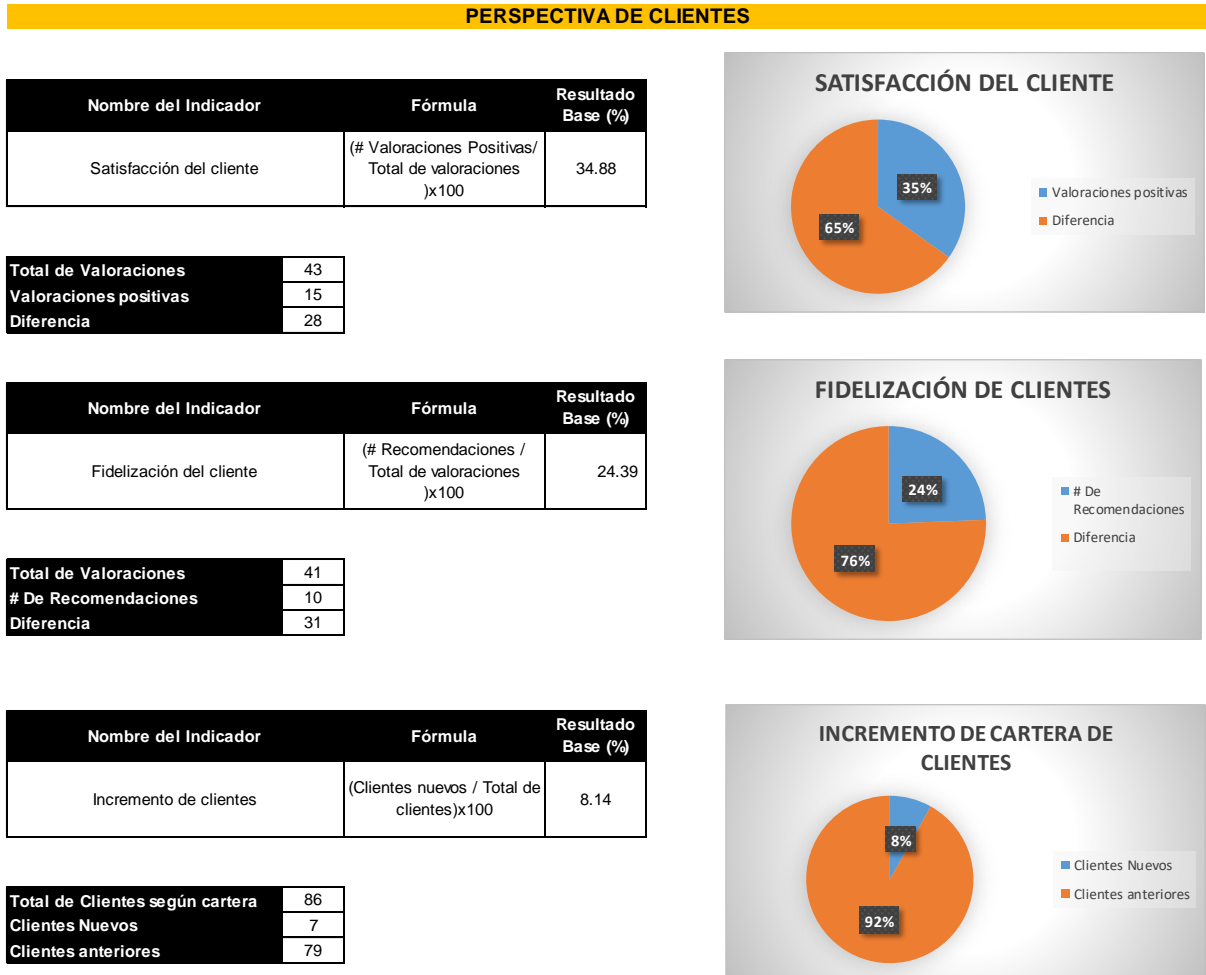 PERSPECTIVA DE CLIENTES
Nombre del Indicador Fórmula Resultado
Base (%)
Satisfacción del cliente (# Valoraciones Positivas/
Total de valoraciones
)x100 34.88
Total de Valoraciones 43
Valoraciones positivas 15
Diferencia 28
SATISFACCIÓN DEL CLIENTE
35%
65%
Valoraciones positivas
Diferencia
Nombre del Indicador Fórmula Resultado
Base (%)
Fidelización del cliente (# Recomendaciones /
Total de valoraciones
)x100 24.39
Total de Valoraciones 41
# De Recomendaciones 10
Diferencia 31
FIDELIZACIÓN DE CLIENTES
24%
76%
# De
Recomendaciones
Diferencia
Nombre del Indicador Fórmula Resultado
Base (%)
Incremento de clientes (Clientes nuevos / Total de
clientes)x100 8.14
Total de Clientes según cartera 86
Clientes Nuevos 7
Clientes anteriores 79
INCREMENTO DE CARTERA DE
CLIENTES
8%
92%
Clientes Nuevos
Clientes anteriores